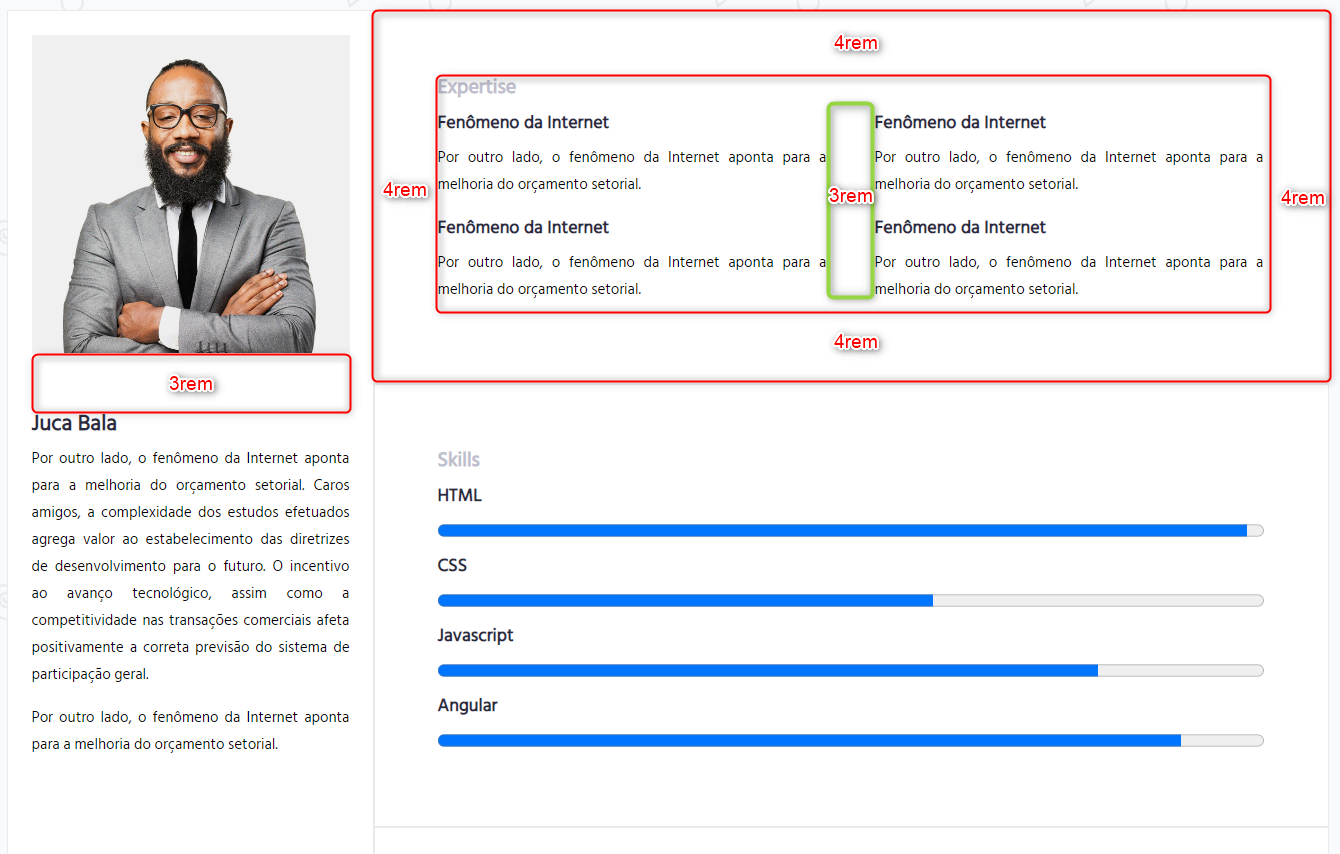 3rem
Juca Bala
Por outro lado, o fenômeno da Internet aponta
para a melhoria do orçamento setorial. Caros
amigos, a complexidade dos estudos efetuados
agrega valor ao estabelecimento das diretrizes
de desenvolvimento para o futuro. O incentivo
ao avanço tecnológico, assim como a
competitividade nas transações comerciais afeta
positivamente a correta previsão do sistema de
participação geral.
Por outro lado, o fenômeno da Internet aponta
para a melhoria do orçamento setorial.
4rem
Expertise
Fenômeno da Internet
Por outro lado, o fenômeno da Internet aponta para a
melhoria do orçamento setorial.
Fenômeno da Internet
Por outro lado, o fenômeno da Internet aponta para a
melhoria do orçamento setorial.
4rem
3rem
4rem
Fenômeno da Internet
Por outro lado, o fenômeno da Internet aponta para a
melhoria do orçamento setorial.
Fenômeno da Internet
Por outro lado, o fenômeno da Internet aponta para a
melhoria do orçamento setorial.
4rem
Skills
HTML
CSS
Javascript
Angular